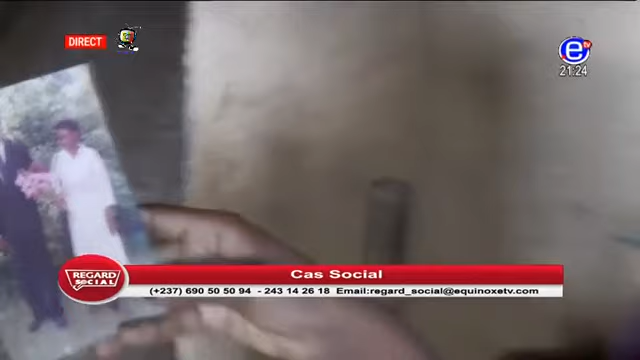 DIRECT
e
21:24
Cas Social
REGARD
SOCIAL
(+237) 690 50 50 94 - 243 14 26 18 Email:regard_social@equinoxetv.com